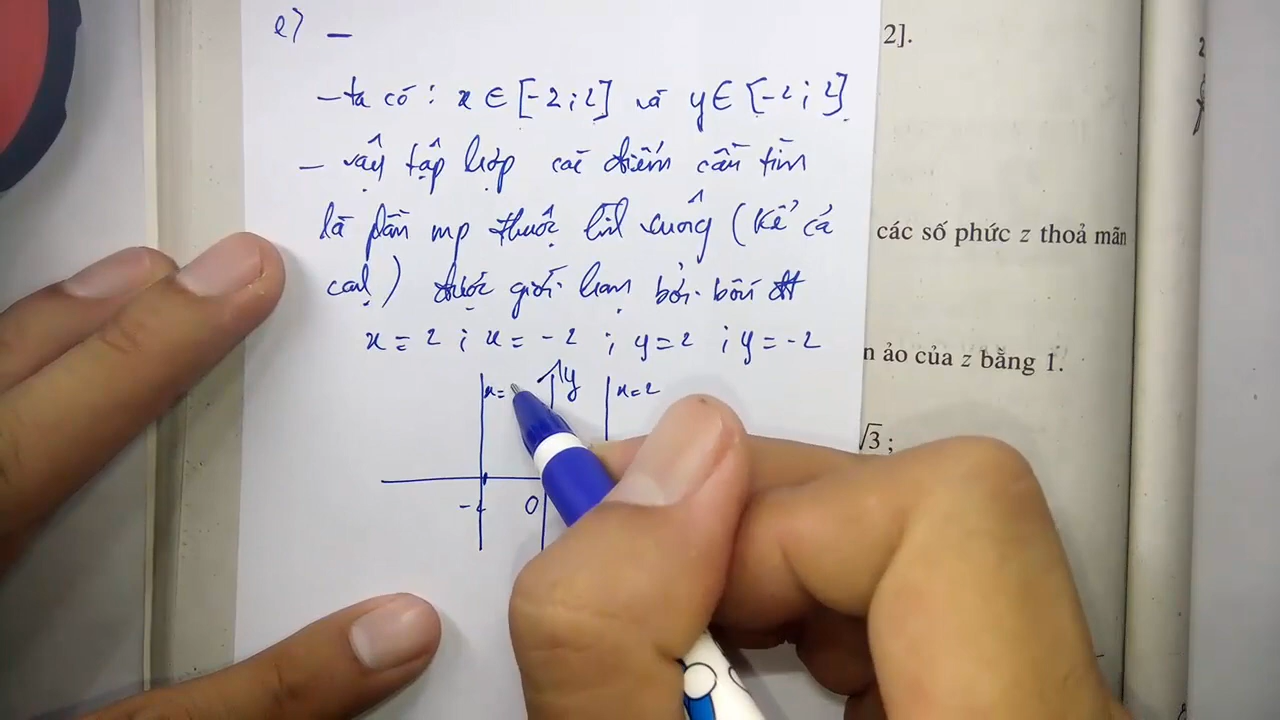 e) –
– ta có : x ∈ [-2 ; 2] và y ∈ [-2 ; 2]
– vậy tập hợp các điểm cần tìm
là phần mp thuộc hình vuông (kể cả
cạnh) được giới hạn bởi bốn đt
x = 2 ; x = -2 ; y = 2 ; y = -2
x = y x = 2
-2 0
2].
các số phức z thoả mãn
n ảo của z bằng 1.
√3 ;